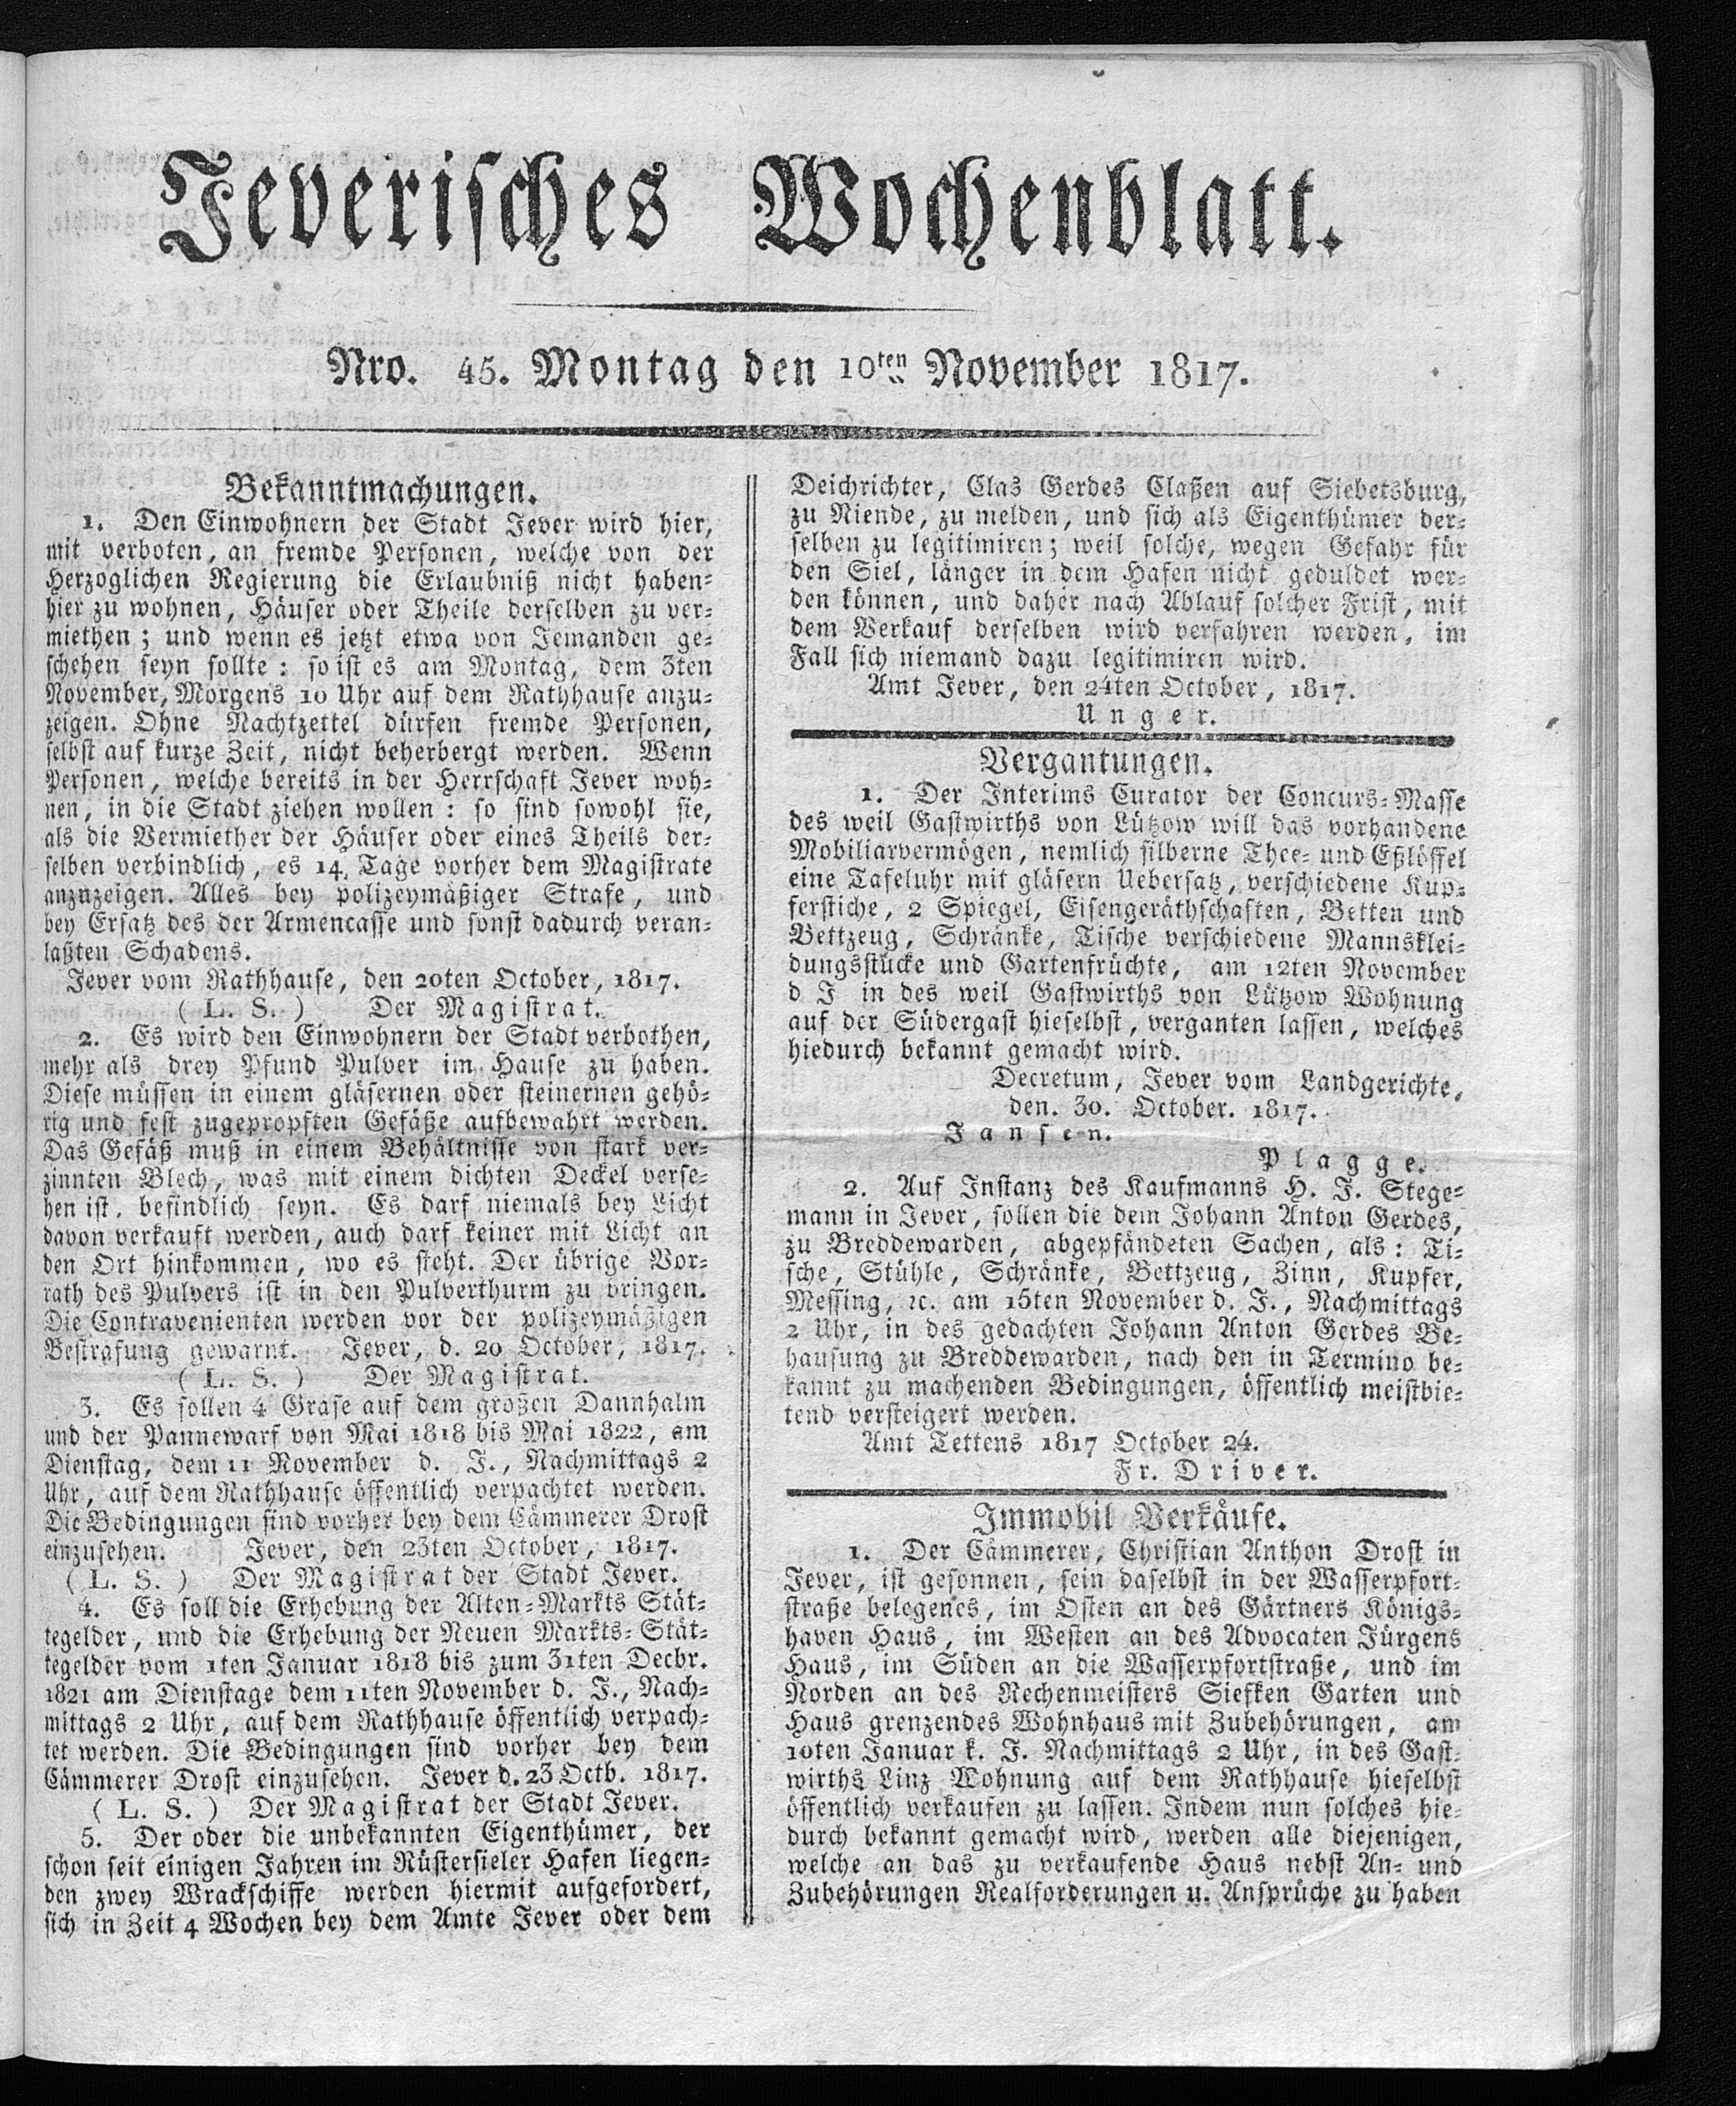 Jeverisches Wochenblatt.
Nro. 45. Montag den 10ten November 1817.
Bekanntmachungen.
1. Den Einwohnern der Stadt Jever wird hier,
mit verboten, an fremde Personen, welche von der
Herzoglichen Regierung die Erlaubniß nicht haben-
hier zu wohnen, Häuser oder Theile derselben zu ver-
miethen; und wenn es jetzt etwa von Jemanden ge-
schehen seyn sollte: so ist es am Montag, dem 3ten
November, Morgens 10 Uhr auf dem Rathhause anzu-
zeigen. Ohne Nachtzettel dürfen fremde Personen,
selbst auf kurze Zeit, nicht beherbergt werden. Wenn
Personen, welche bereits in der Herrschaft Jever woh-
nen, in die Stadt ziehen wollen: so sind sowohl sie,
als die Vermiether der Häuser oder eines Theils der-
selben verbindlich, es 14 Tage vorher dem Magistrate
anzuzeigen. Alles bey polizeymäßiger Strafe, und
bey Ersatz des der Armencasse und sonst dadurch veran-
laßten Schadens.
Jever vom Rathhause, den 20ten October, 1817.
( L. S. ) Der Magistrat.
2. Es wird den Einwohnern der Stadt verbothen,
mehr als drey Pfund Pulver im Hause zu haben.
Diese müssen in einem gläsernen oder steinernen gehö-
rig und fest zugepropften Gefäße aufbewahrt werden.
Das Gefäß muß in einem Behältnisse von stark ver-
zinnten Blech, was mit einem dichten Deckel verse-
hen ist, befindlich seyn. Es darf niemals bey Licht
davon verkauft werden, auch darf keiner mit Licht an
den Ort hinkommen, wo es steht. Der übrige Vor-
rath des Pulvers ist in den Pulverthurm zu bringen.
Die Contravenienten werden vor der polizeymäßigen
Bestrafung gewarnt. Jever, d. 20 October, 1817.
( L. S. ) Der Magistrat.
3. Es sollen 4 Grase auf dem großen Dannhalm
und der Pannewarf von Mai 1818 bis Mai 1822, am
Dienstag, dem 11 November d. J., Nachmittags 2
Uhr, auf dem Rathhause öffentlich verpachtet werden.
Die Bedingungen sind vorher bey dem Cämmerer Drost
einzusehen. Jever, den 23ten October, 1817.
( L. S. ) Der Magistrat der Stadt Jever.
4. Es soll die Erhebung der Alten-Markts Stät-
tegelder, und die Erhebung der Neuen Markts-Stät-
tegelder vom 1ten Januar 1818 bis zum 31ten Decbr.
1821 am Dienstage dem 11ten November d. J., Nach-
mittags 2 Uhr, auf dem Rathhause öffentlich verpach-
tet werden. Die Bedingungen sind vorher bey dem
Cämmerer Drost einzusehen. Jever d. 23 Octb. 1817.
( L. S. ) Der Magistrat der Stadt Jever.
5. Der oder die unbekannten Eigenthümer, der
schon seit einigen Jahren im Rüstersieler Hafen liegen-
den zwey Wrackschiffe werden hiermit aufgefordert,
sich in Zeit 4 Wochen bey dem Amte Jever oder dem
Deichrichter, Clas Gerdes Claßen auf Siebetsburg,
zu Niende, zu melden, und sich als Eigenthümer der-
selben zu legitimiren; weil solche, wegen Gefahr für
den Siel, länger in dem Hafen nicht geduldet wer-
den können, und daher nach Ablauf solcher Frist, mit
dem Verkauf derselben wird verfahren werden, im
Fall sich niemand dazu legitimiren wird.
Amt Jever, den 24ten October, 1817.
Unger.
Vergantungen.
1. Der Interims Curator der Concurs-Masse
des weil Gastwirths von Lützow will das vorhandene
Mobiliarvermögen, nemlich silberne Thee- und Eßlöffel
eine Tafeluhr mit gläsern Uebersatz, verschiedene Kup-
ferstiche, 2 Spiegel, Eisengeräthschaften, Betten und
Bettzeug, Schränke, Tische verschiedene Mannsklei-
dungsstücke und Gartenfrüchte, am 12ten November
d J in des weil Gastwirths von Lützow Wohnung
auf der Südergast hieselbst, verganten lassen, welches
hiedurch bekannt gemacht wird.
Decretum, Jever vom Landgerichte,
den. 30. October. 1817.
Jansen.
Plagge.
2. Auf Instanz des Kaufmanns H. J. Stege-
mann in Jever, sollen die dem Johann Anton Gerdes,
zu Breddewarden, abgepfändeten Sachen, als: Ti-
sche, Stühle, Schränke, Bettzeug, Zinn, Kupfer,
Messing, ꝛc. am 15ten November d. J., Nachmittags
2 Uhr, in des gedachten Johann Anton Gerdes Be-
hausung zu Breddewarden, nach den in Termino be-
kannt zu machenden Bedingungen, öffentlich meistbie-
tend versteigert werden.
Amt Tettens 1817 October 24.
Fr. Driver.
Immobil Verkäufe.
1. Der Cämmerer, Christian Anthon Drost in
Jever, ist gesonnen, sein daselbst in der Wasserpfort-
straße belegenes, im Osten an des Gärtners Königs-
haven Haus, im Westen an des Advocaten Jürgens
Haus, im Süden an die Wasserpfortstraße, und im
Norden an des Rechenmeisters Siefken Garten und
Haus grenzendes Wohnhaus mit Zubehörungen, am
10ten Januar k. J. Nachmittags 2 Uhr, in des Gast-
wirths Linz Wohnung auf dem Rathhause hieselbst
öffentlich verkaufen zu lassen. Indem nun solches hie-
durch bekannt gemacht wird, werden alle diejenigen,
welche an das zu verkaufende Haus nebst An- und
Zubehörungen Realforderungen u. Ansprüche zu haben